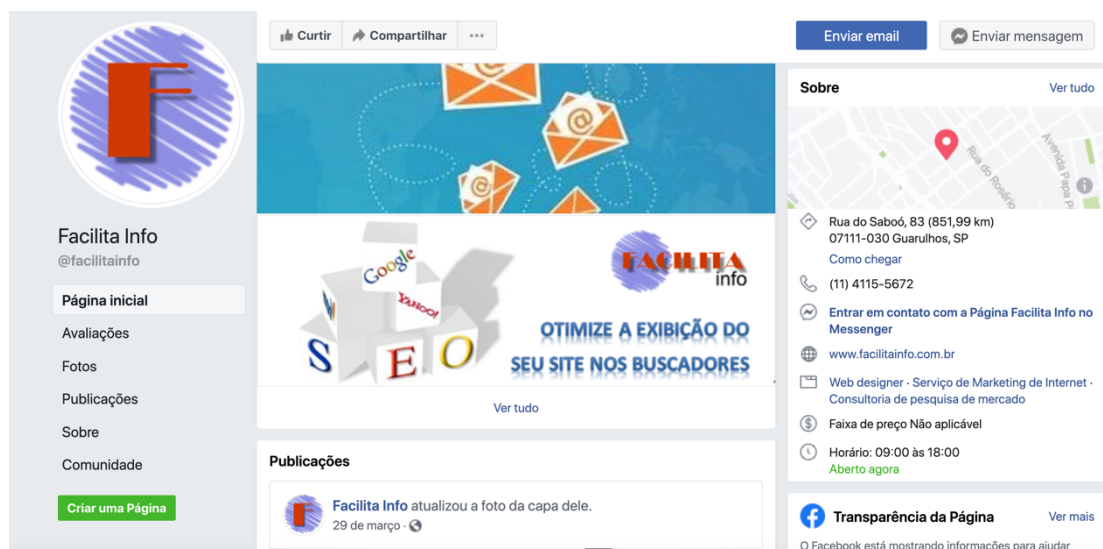 F
Facilita Info
@facilitainfo
Página inicial
Avaliações
Fotos
Publicações
Sobre
Comunidade
Criar uma Página
Curtir
Compartilhar
Enviar email
Enviar mensagem
@
@
@
Google
Yahoo!
SEO
FACILITA
info
OTIMIZE A EXIBIÇÃO DO
SEU SITE NOS BUSCADORES
Ver tudo
Publicações
F
Facilita Info atualizou a foto da capa dele.
29 de março ·
Sobre
Ver tudo
Rua do Rosário
Avenida Papa
Rua do Saboó, 83 (851,99 km)
07111-030 Guarulhos, SP
Como chegar
(11) 4115-5672
Entrar em contato com a Página Facilita Info no
Messenger
www.facilitainfo.com.br
Web designer · Serviço de Marketing de Internet ·
Consultoria de pesquisa de mercado
Faixa de preço Não aplicável
Horário: 09:00 às 18:00
Aberto agora
Transparência da Página
Ver mais
O Facebook está mostrando informações para ajudar